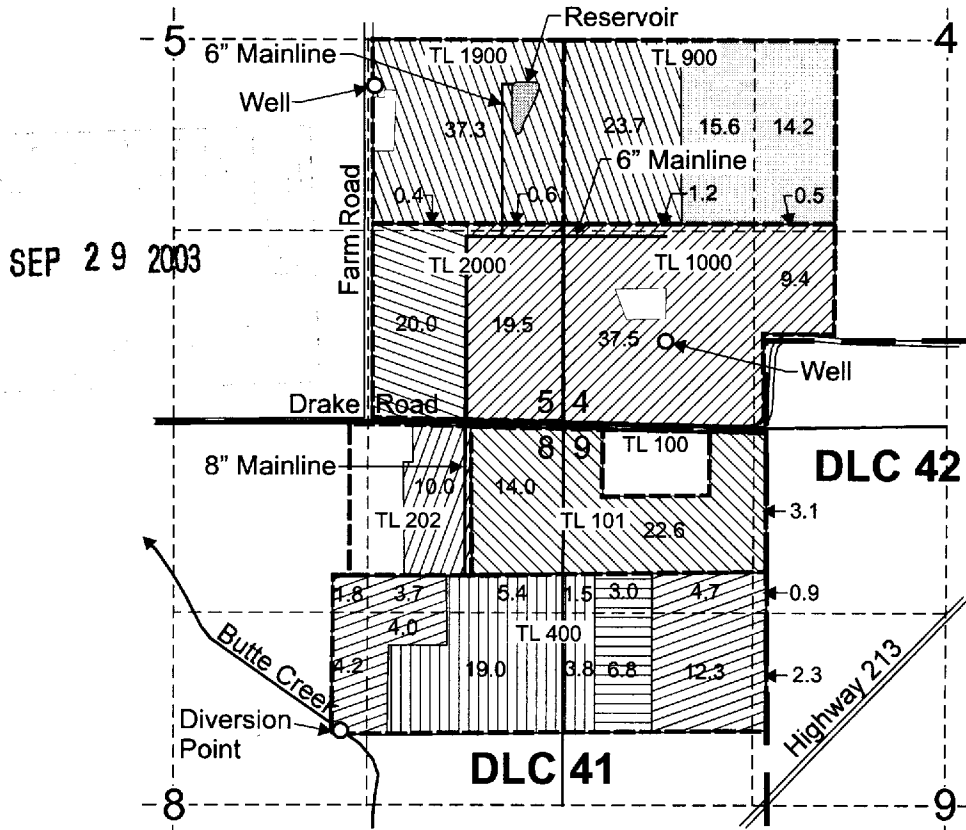 5
Reservoir
4
6" Mainline
TL 1900
TL 900
Well
37.3
23.7
15.6
14.2
6" Mainline
0.4
0.6
1.2
0.5
Farm Road
SEP 29 2003
TL 2000
TL 1000
9.4
20.0
19.5
37.5
Well
Drake Road
5 4
8 9
TL 100
DLC 42
8" Mainline
10.0
14.0
TL 202
TL 101
22.6
3.1
1.8
3.7
5.4
1.5
3.0
4.7
0.9
4.0
TL 400
4.2
19.0
3.8
6.8
12.3
2.3
Butte Creek
Highway 213
Diversion
Point
DLC 41
8
9